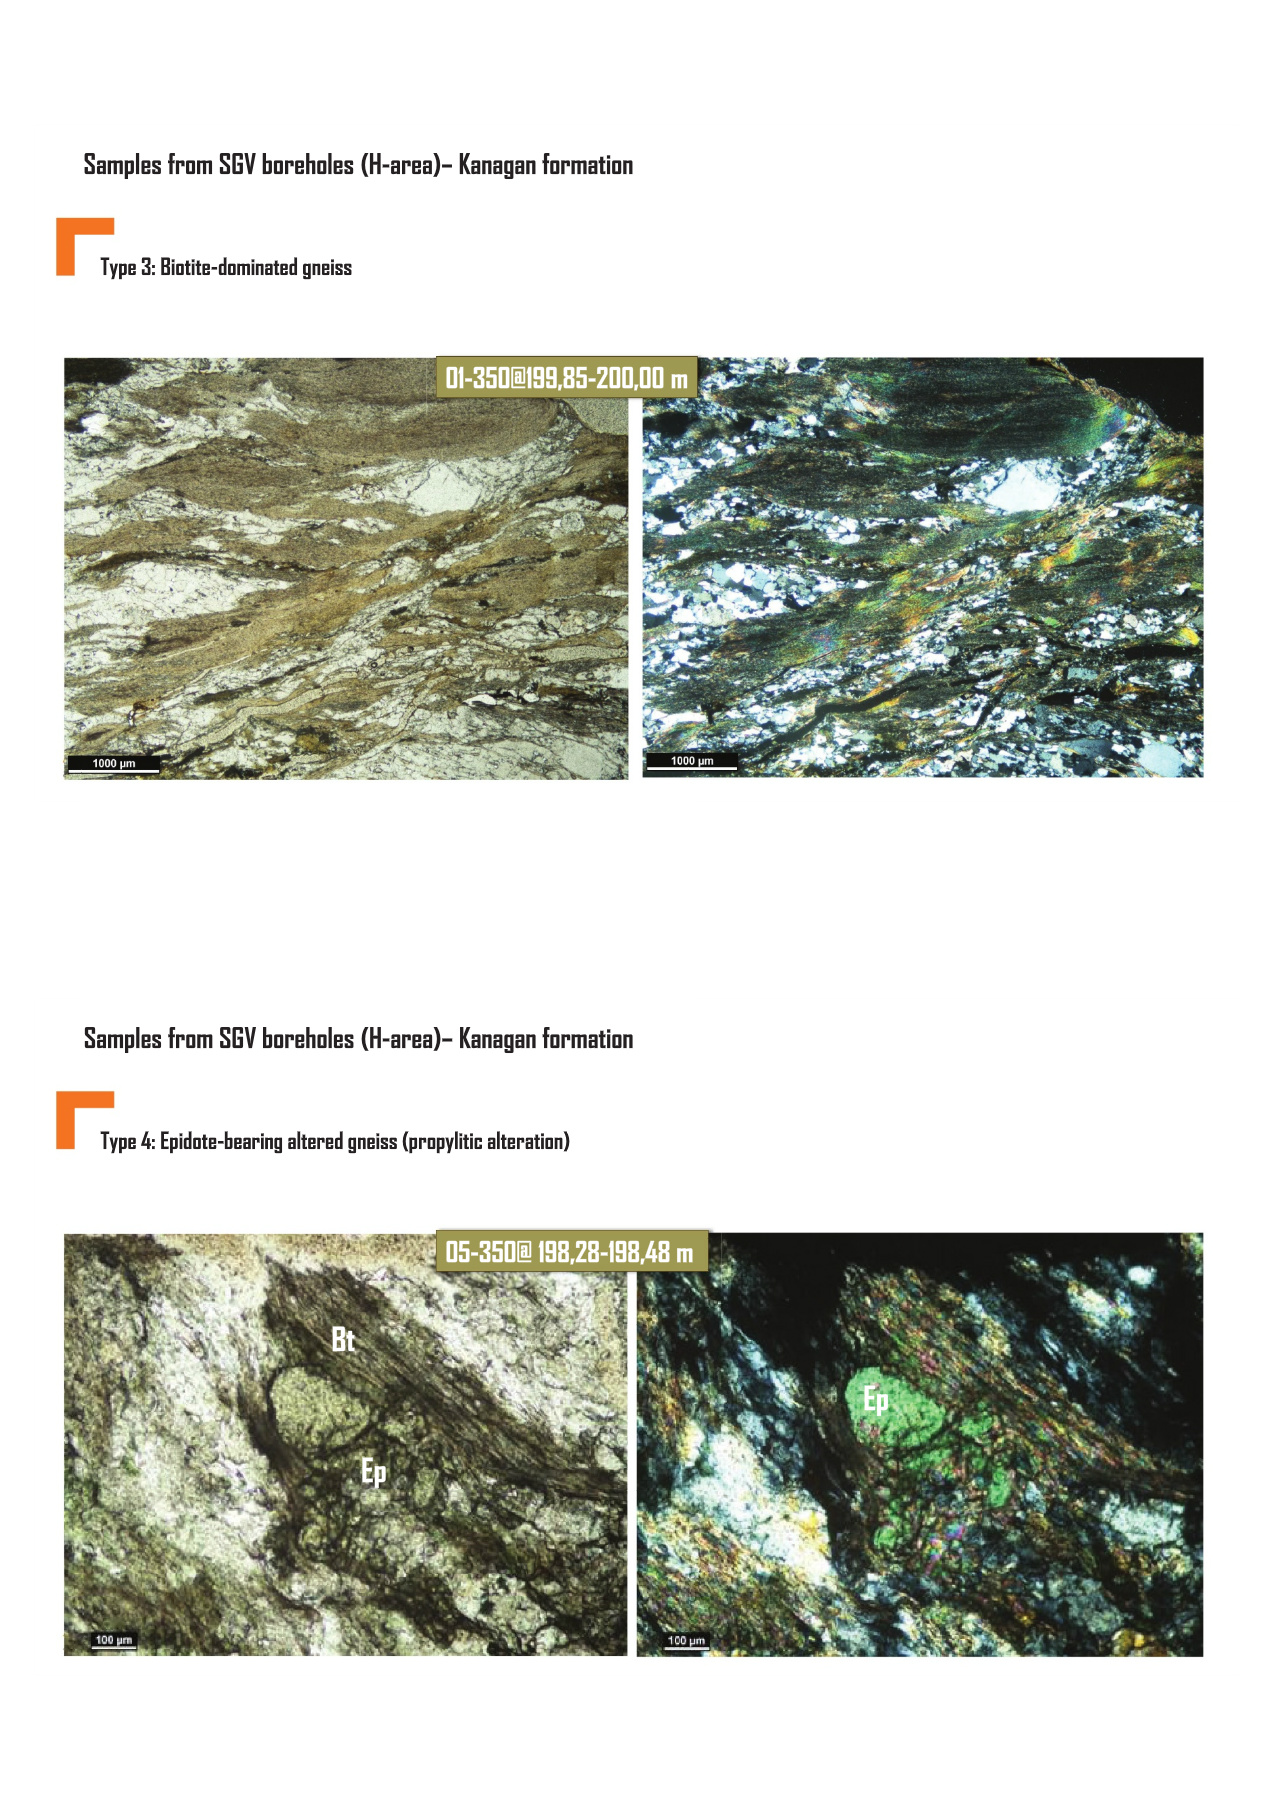 Samples from SGV boreholes (H-area)– Kanagan formation
Type 3: Biotite-dominated gneiss
01-350@199,85-200,00 m
1000 µm
1000 µm
Samples from SGV boreholes (H-area)– Kanagan formation
Type 4: Epidote-bearing altered gneiss (propylitic alteration)
05-350@ 198,28-198,48 m
Bt
Ep
Ep
100 µm
100 µm